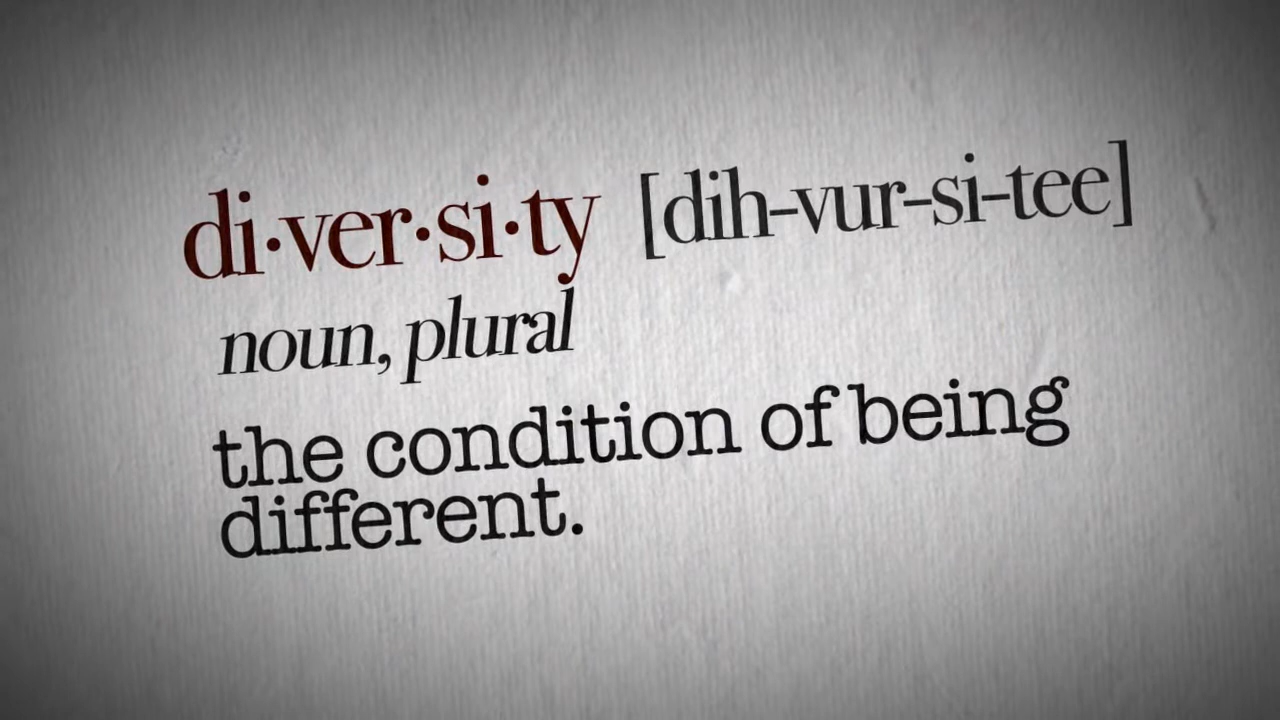 di·ver·si·ty [dih-vur-si-tee]
noun, plural
the condition of being
different.